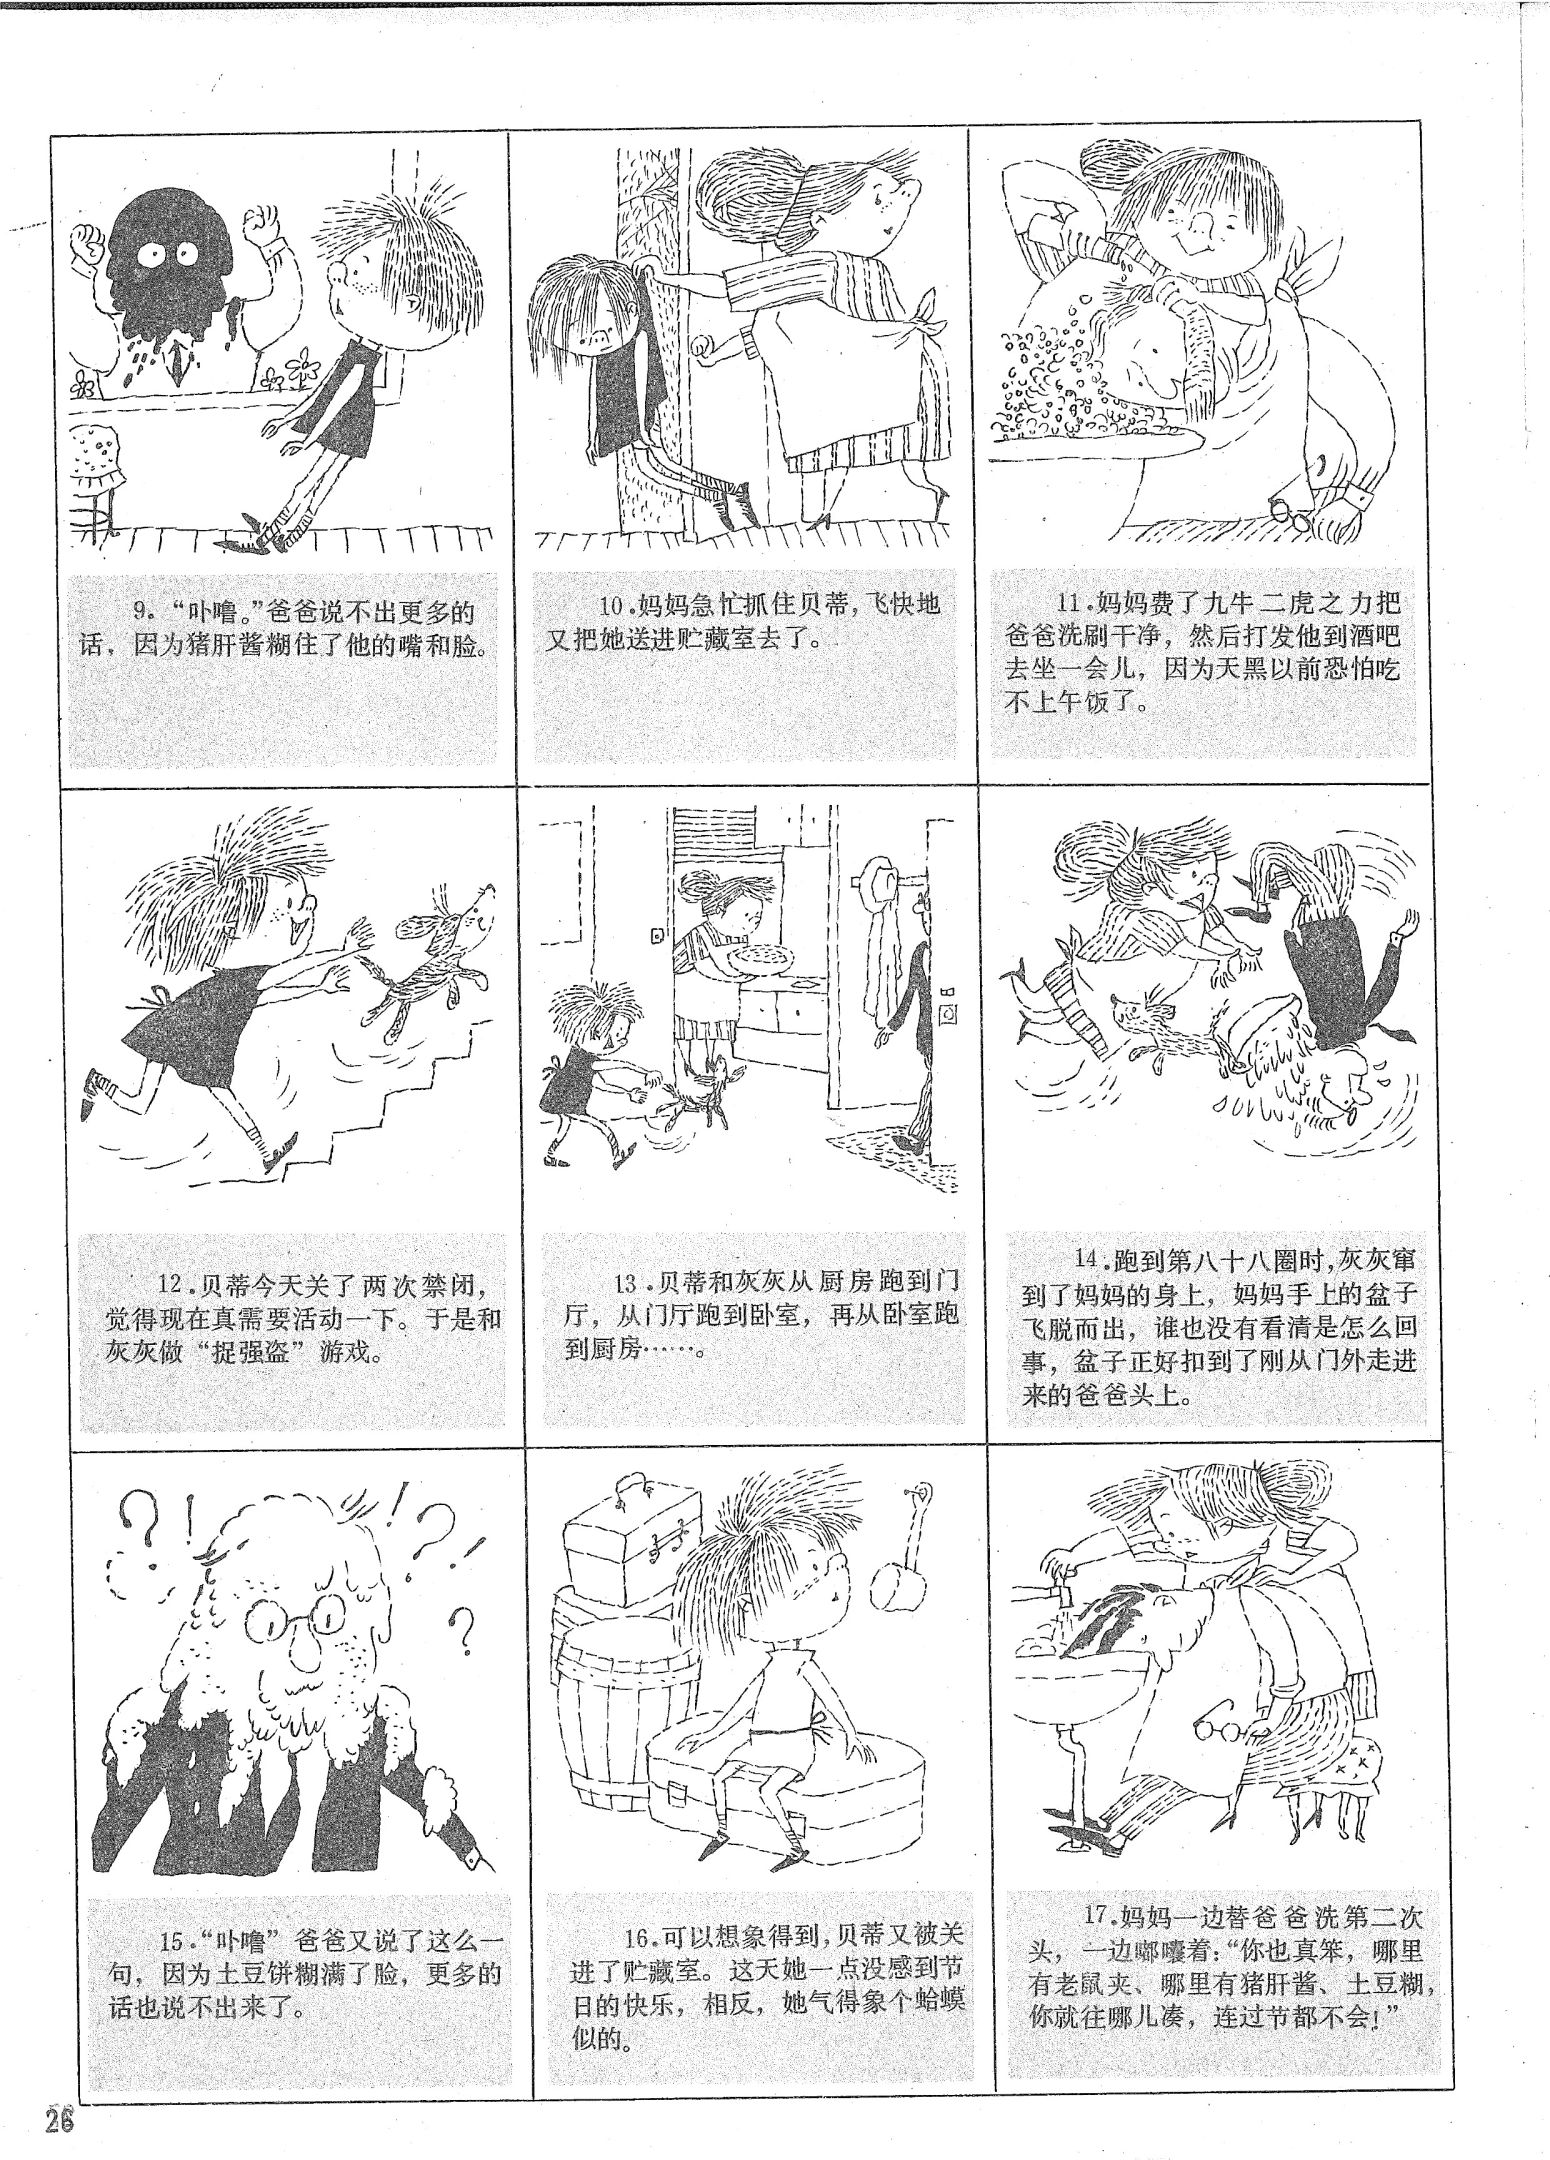 9.“卟噜。”爸爸说不出更多的
话，因为猪肝酱糊住了他的嘴和脸。
10.妈妈急忙抓住贝蒂，飞快地
又把她送进贮藏室去了。
11.妈妈费了九牛二虎之力把
爸爸洗刷干净，然后打发他到酒吧
去坐一会儿，因为天黑以前恐怕吃
不上午饭了。
12.贝蒂今天关了两次禁闭，
觉得现在真需要活动一下。于是和
灰灰做“捉强盗”游戏。
13.贝蒂和灰灰从厨房跑到门
厅，从门厅跑到卧室，再从卧室跑
到厨房……。
14.跑到第八十八圈时，灰灰窜
到了妈妈的身上，妈妈手上的盆子
飞脱而出，谁也没有看清是怎么回
事，盆子正好扣到了刚从门外走进
来的爸爸头上。
15.“卟噜”爸爸又说了这么一
句，因为土豆饼糊满了脸，更多的
话也说不出来了。
16.可以想象得到，贝蒂又被关
进了贮藏室。这天她一点没感到节
日的快乐，相反，她气得象个蛤蟆
似的。
17.妈妈一边替爸爸洗第二次
头，一边嘟囔着：“你也真笨，哪里
有老鼠夹、哪里有猪肝酱、土豆糊，
你就往哪儿凑，连过节都不会！”
26